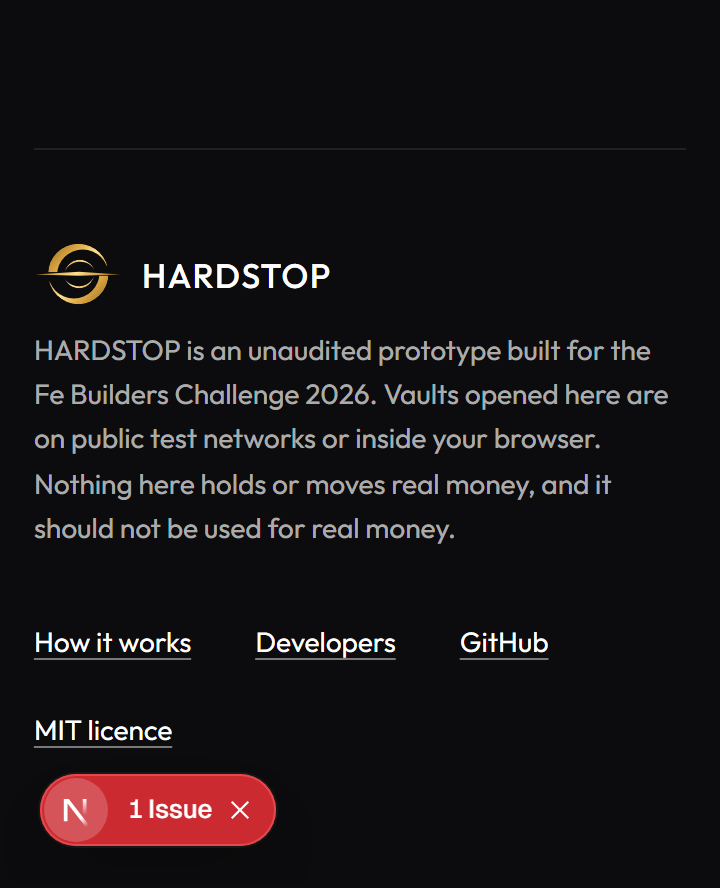 HARDSTOP
HARDSTOP is an unaudited prototype built for the
Fe Builders Challenge 2026. Vaults opened here are
on public test networks or inside your browser.
Nothing here holds or moves real money, and it
should not be used for real money.
How it works Developers GitHub
MIT licence
N 1 Issue